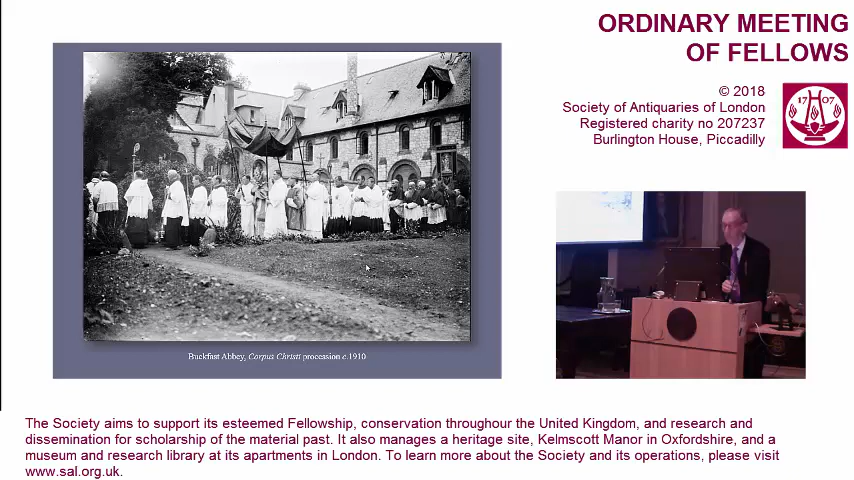 ORDINARY MEETING
OF FELLOWS
© 2018
Society of Antiquaries of London
Registered charity no 207237
Burlington House, Piccadilly
17 07
Buckfast Abbey, Corpus Christi procession c.1910
The Society aims to support its esteemed Fellowship, conservation throughour the United Kingdom, and research and
dissemination for scholarship of the material past. It also manages a heritage site, Kelmscott Manor in Oxfordshire, and a
museum and research library at its apartments in London. To learn more about the Society and its operations, please visit
www.sal.org.uk.